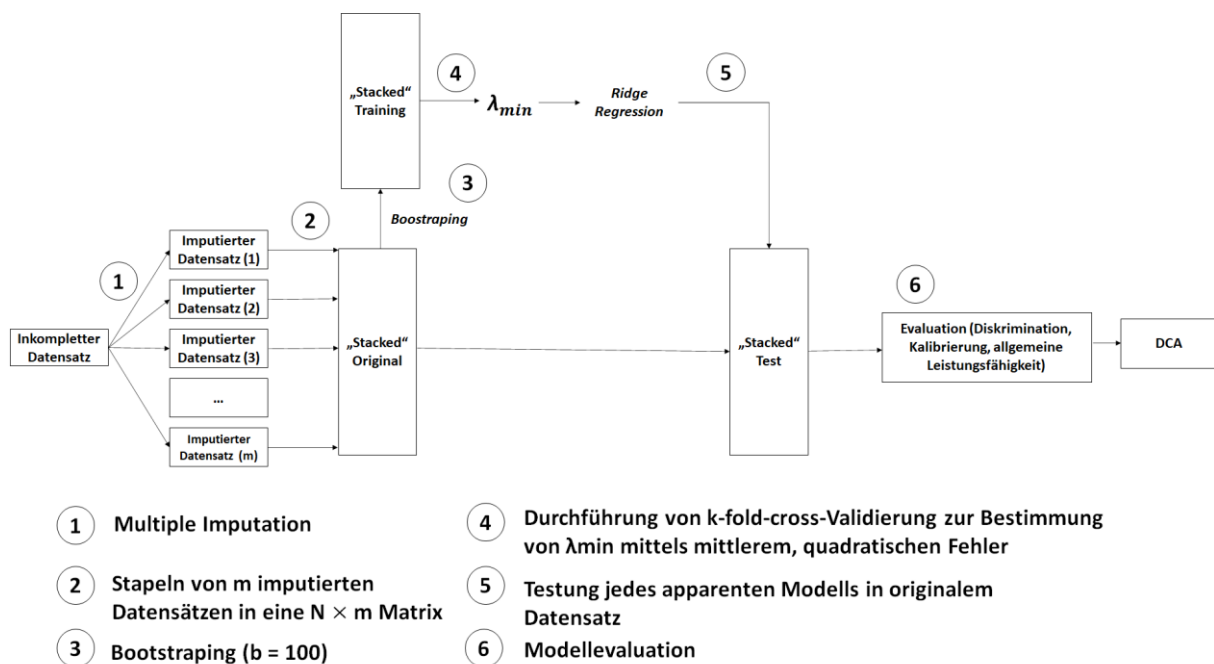 „Stacked“
Training
4
λmin
Ridge
Regression
5
3
Boostraping
2
1
Inkompletter
Datensatz
Imputierter
Datensatz (1)
Imputierter
Datensatz (2)
Imputierter
Datensatz (3)
...
Imputierter
Datensatz (m)
„Stacked“
Original
„Stacked“
Test
6
Evaluation (Diskrimination,
Kalibrierung, allgemeine
Leistungsfähigkeit)
DCA
1 Multiple Imputation
2 Stapeln von m imputierten
Datensätzen in eine N × m Matrix
3 Bootstraping (b = 100)
4 Durchführung von k-fold-cross-Validierung zur Bestimmung
von λmin mittels mittlerem, quadratischen Fehler
5 Testung jedes apparenten Modells in originalem
Datensatz
6 Modellevaluation